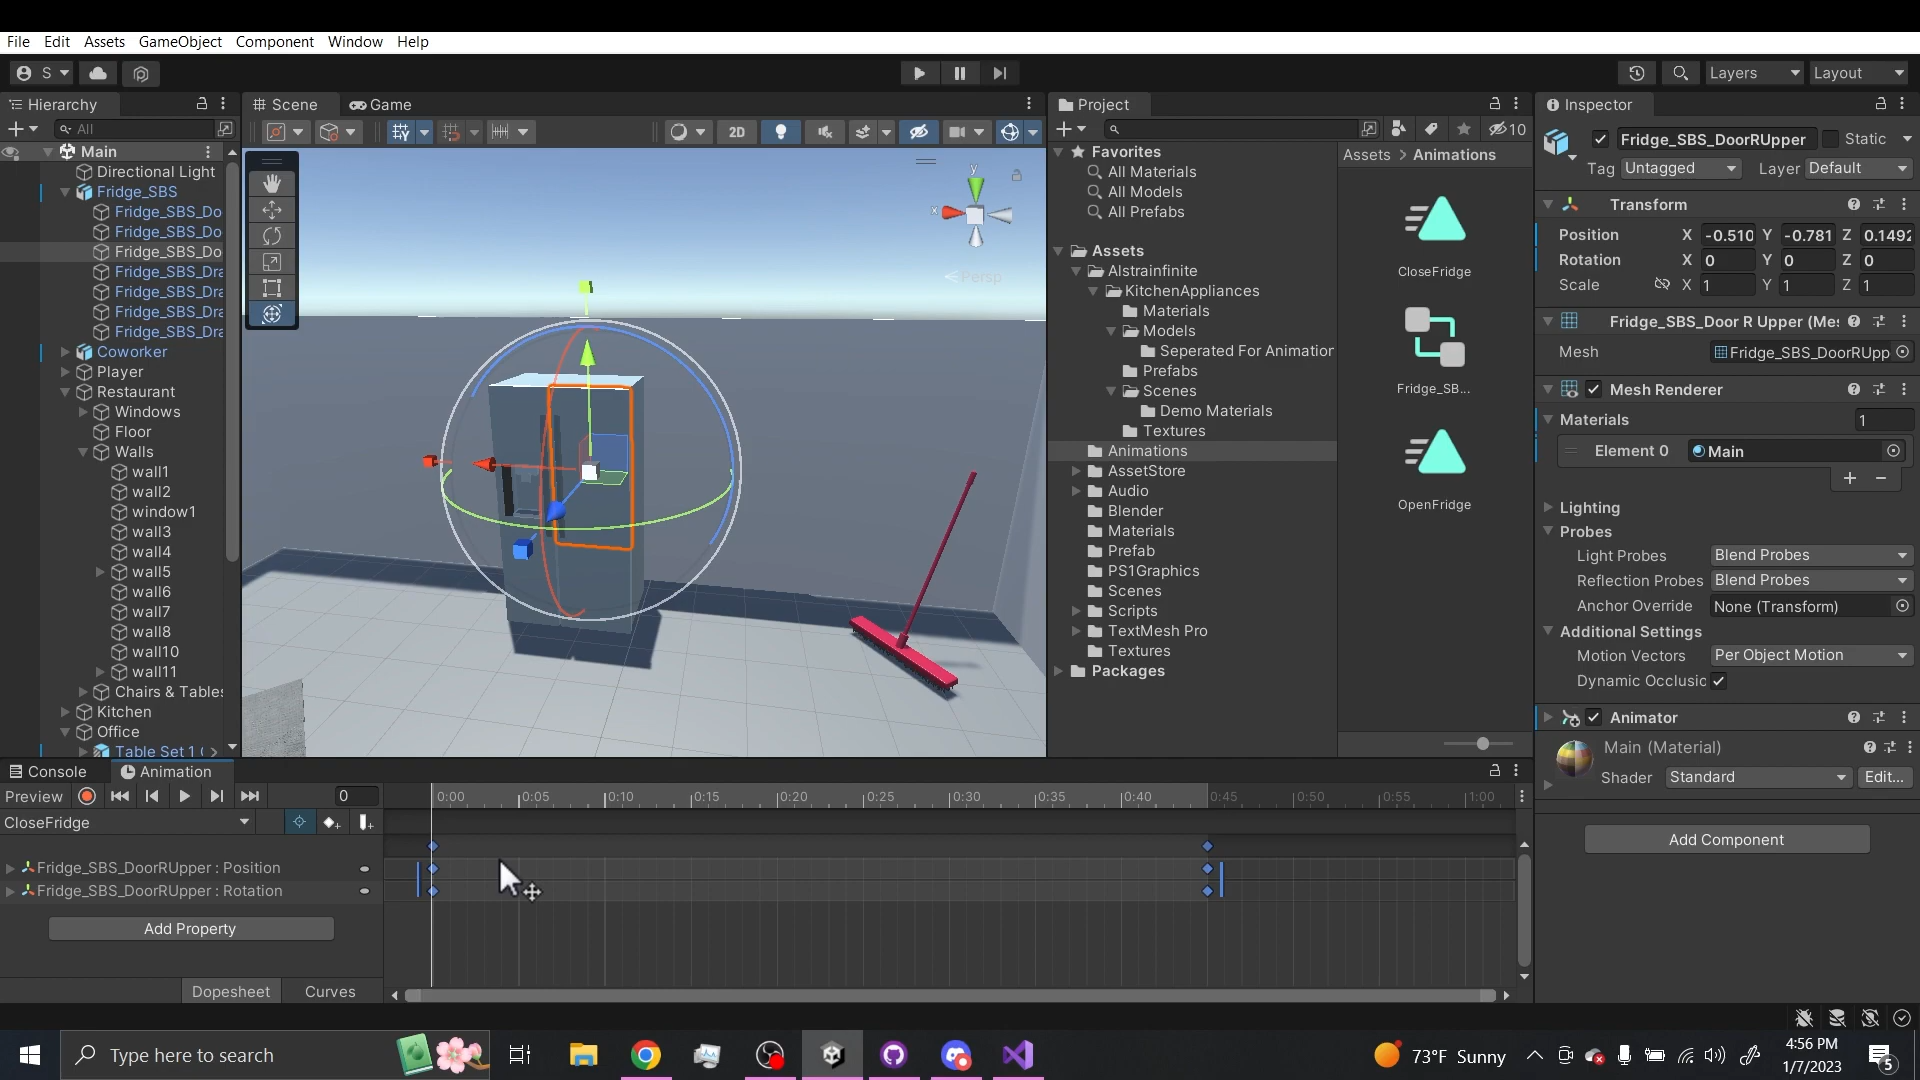 File Edit Assets GameObject Component Window Help
S Layers Layout
Hierarchy
All
Main
Directional Light
Fridge_SBS
Fridge_SBS_Do
Fridge_SBS_Do
Fridge_SBS_Do
Fridge_SBS_Dra
Fridge_SBS_Dra
Fridge_SBS_Dra
Fridge_SBS_Dra
Coworker
Player
Restaurant
Windows
Floor
Walls
wall1
wall2
window1
wall3
wall4
wall5
wall6
wall7
wall8
wall10
wall11
Chairs & Tables
Kitchen
Office
Table Set 1 (
Scene Game
2D
y
x
Persp
Project
10
Favorites
All Materials
All Models
All Prefabs
Assets
Alstrainfinite
KitchenAppliances
Materials
Models
Seperated For Animation
Prefabs
Scenes
Demo Materials
Textures
Animations
AssetStore
Audio
Blender
Materials
Prefab
PS1Graphics
Scenes
Scripts
TextMesh Pro
Textures
Packages
Assets > Animations
CloseFridge
Fridge_SB...
OpenFridge
Inspector
Fridge_SBS_DoorRUpper Static
Tag Untagged Layer Default
Transform
Position X -0.510 Y -0.781 Z 0.1492
Rotation X 0 Y 0 Z 0
Scale X 1 Y 1 Z 1
Fridge_SBS_Door R Upper (Mes
Mesh Fridge_SBS_DoorRUpp
Mesh Renderer
Materials 1
Element 0 Main
Lighting
Probes
Light Probes Blend Probes
Reflection Probes Blend Probes
Anchor Override None (Transform)
Additional Settings
Motion Vectors Per Object Motion
Dynamic Occlusic
Animator
Main (Material)
Shader Standard Edit...
Add Component
Console Animation
Preview 0
0:00 0:05 0:10 0:15 0:20 0:25 0:30 0:35 0:40 0:45 0:50 0:55 1:00
CloseFridge
Fridge_SBS_DoorRUpper : Position
Fridge_SBS_DoorRUpper : Rotation
Add Property
Dopesheet Curves
Type here to search
73°F Sunny
4:56 PM
1/7/2023
5